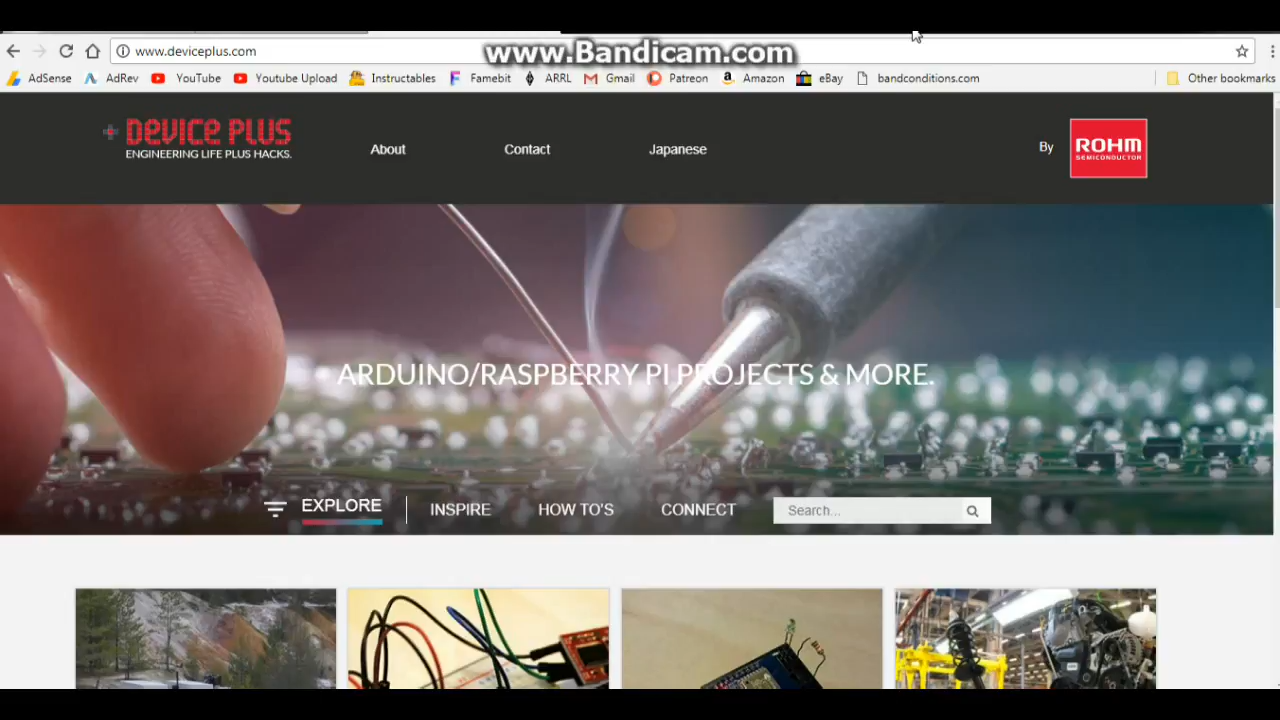 www.deviceplus.com
www.Bandicam.com
AdSense AdRev YouTube Youtube Upload Instructables Famebit ARRL Gmail Patreon Amazon eBay bandconditions.com Other bookmarks
DEVICE PLUS
ENGINEERING LIFE PLUS HACKS.
About Contact Japanese By ROHM
SEMICONDUCTOR
ARDUINO/RASPBERRY PI PROJECTS & MORE.
EXPLORE INSPIRE HOW TO'S CONNECT Search...